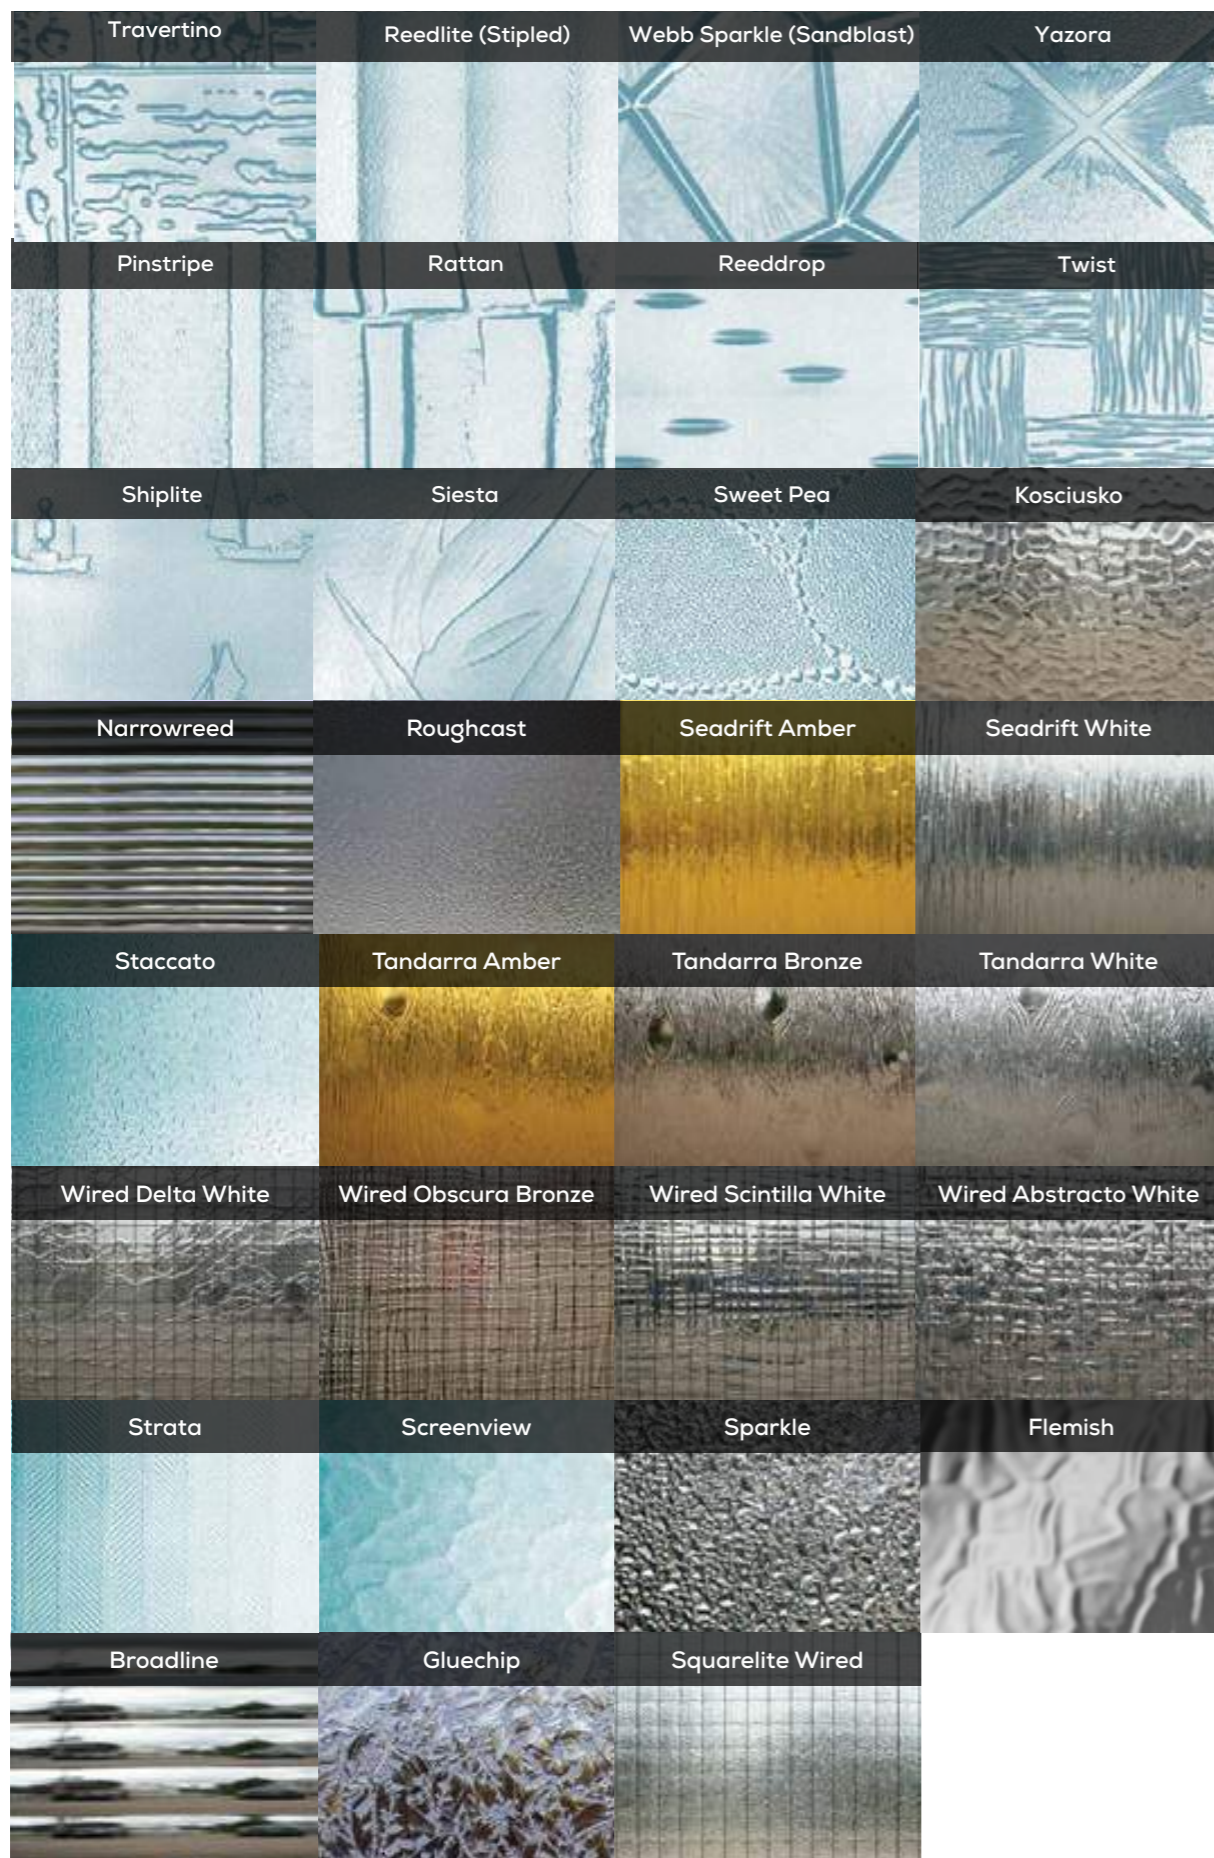 Travertino
Reedlite (Stipled)
Webb Sparkle (Sandblast)
Yazora
Pinstripe
Rattan
Reeddrop
Twist
Shiplite
Siesta
Sweet Pea
Kosciusko
Narrowreed
Roughcast
Seadrift Amber
Seadrift White
Staccato
Tandarra Amber
Tandarra Bronze
Tandarra White
Wired Delta White
Wired Obscura Bronze
Wired Scintilla White
Wired Abstracto White
Strata
Screenview
Sparkle
Flemish
Broadline
Gluechip
Squarelite Wired